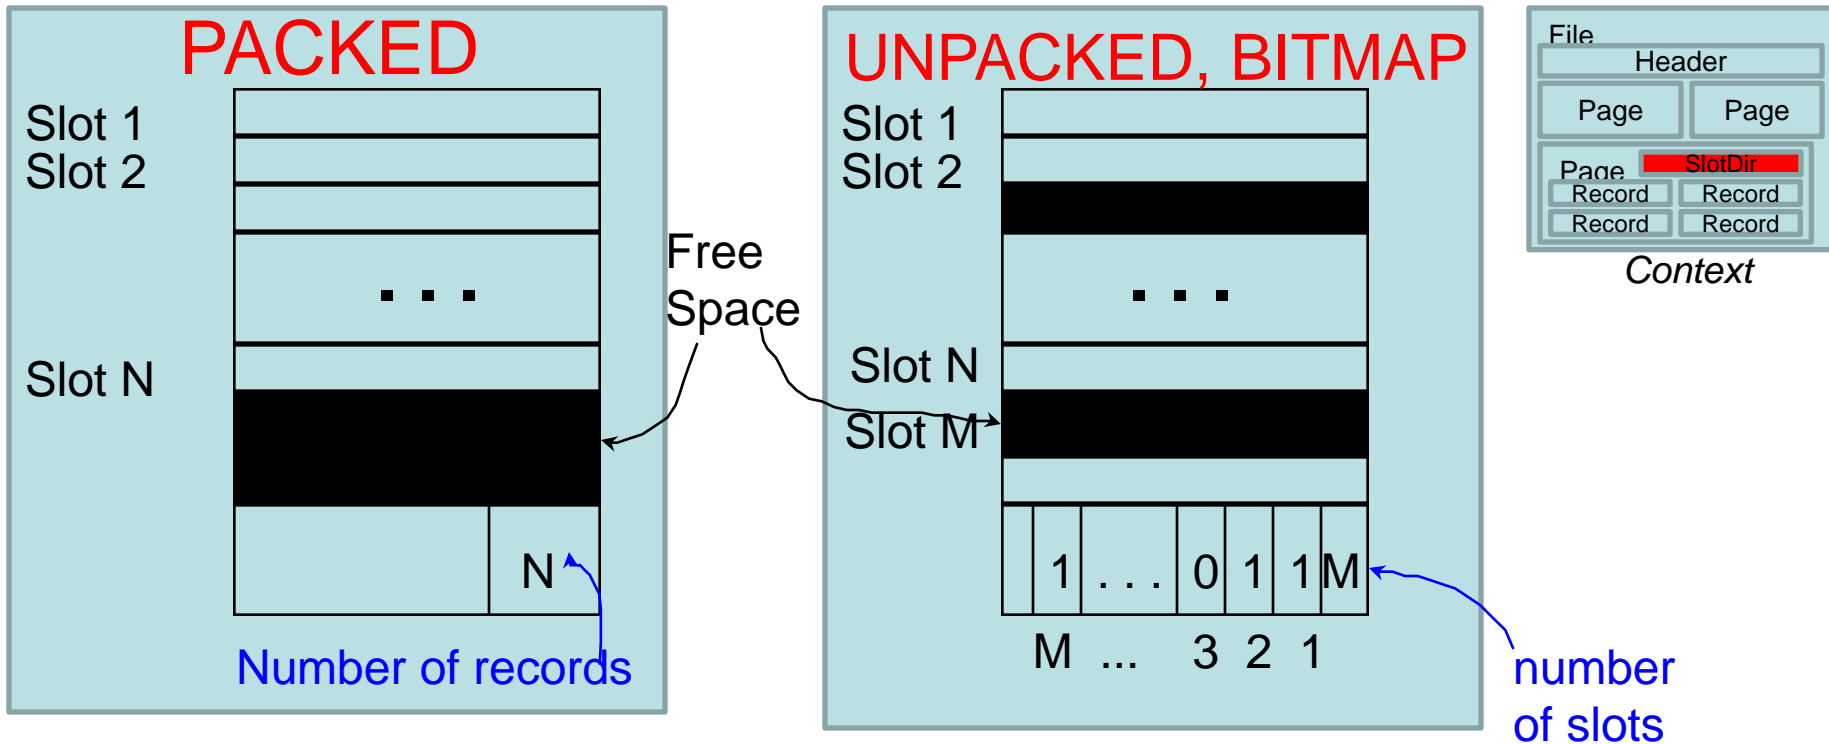 PACKED
Slot 1
Slot 2
. . .
Slot N
N
Number of records
Free
Space
UNPACKED, BITMAP
Slot 1
Slot 2
. . .
Slot N
Slot M
1 . . . 0 1 1 M
M ... 3 2 1
number
of slots
File
Header
Page Page
Page SlotDir
Record Record
Record Record
Context